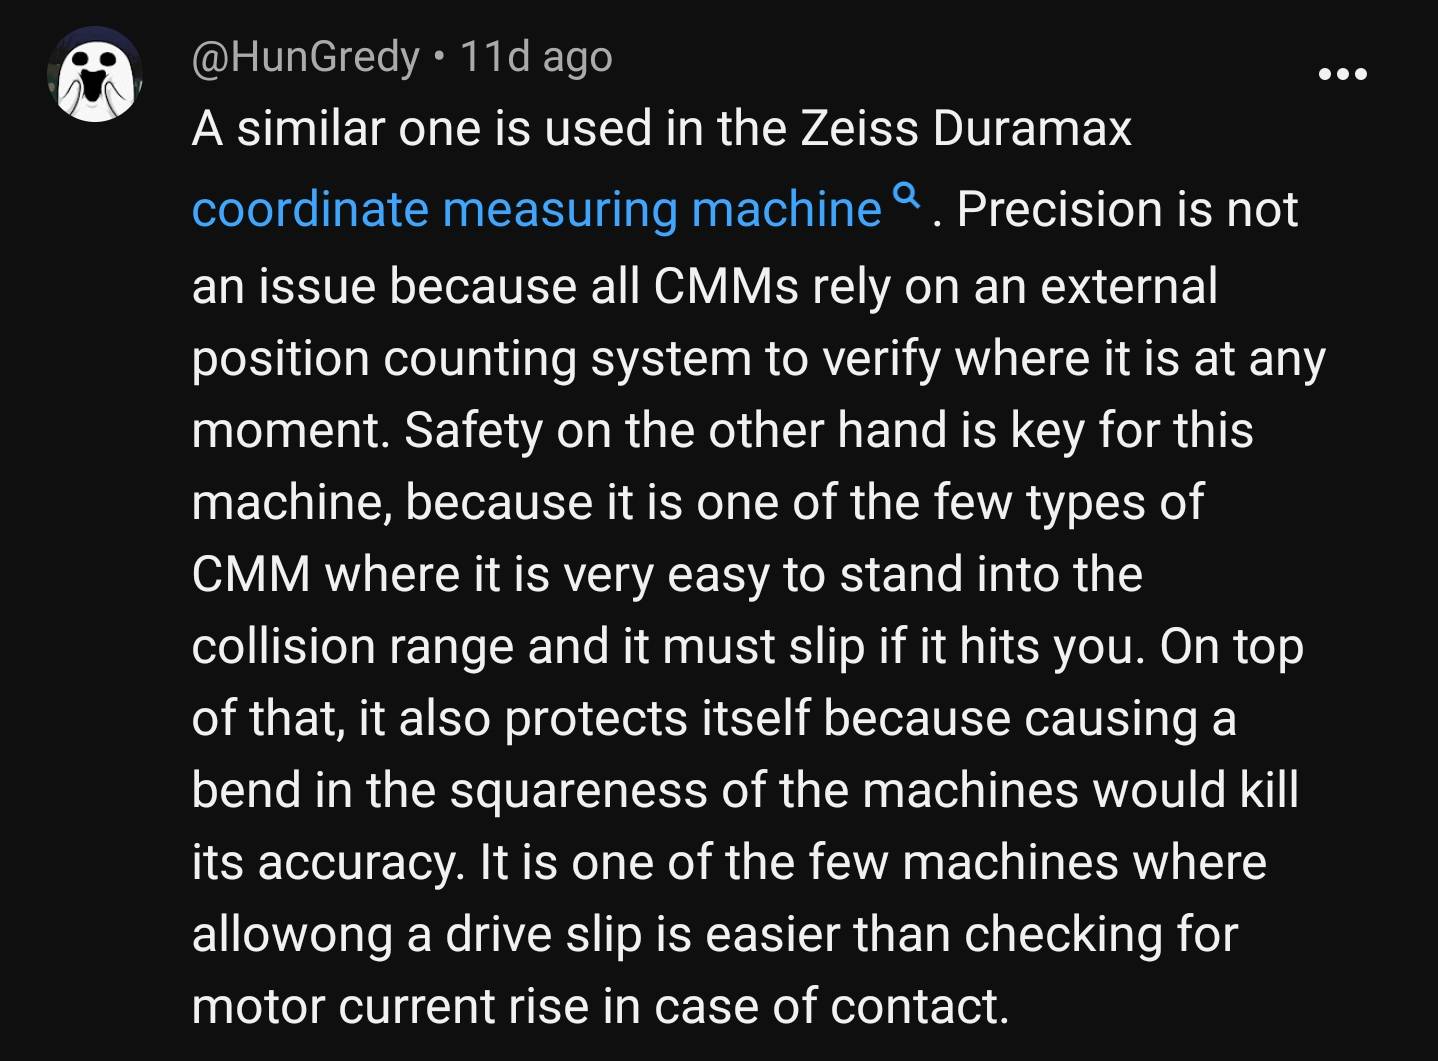 @HunGredy • 11d ago
A similar one is used in the Zeiss Duramax
coordinate measuring machine . Precision is not
an issue because all CMMs rely on an external
position counting system to verify where it is at any
moment. Safety on the other hand is key for this
machine, because it is one of the few types of
CMM where it is very easy to stand into the
collision range and it must slip if it hits you. On top
of that, it also protects itself because causing a
bend in the squareness of the machines would kill
its accuracy. It is one of the few machines where
allowong a drive slip is easier than checking for
motor current rise in case of contact.